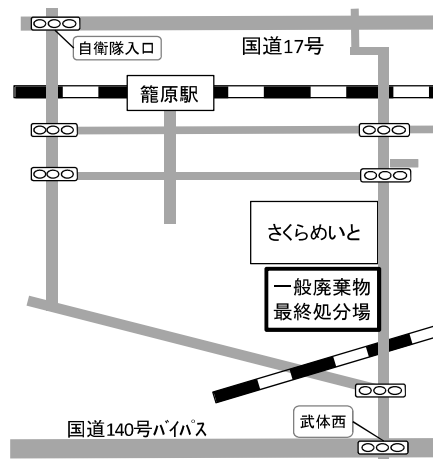 自衛隊入口
国道17号
籠原駅
さくらめいと
一般廃棄物
最終処分場
国道140号ﾊﾞｲﾊﾟｽ
武体西